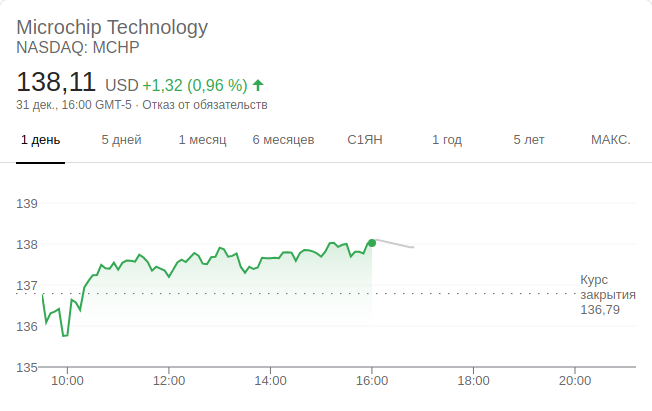 Microchip Technology
NASDAQ: MCHP
138,11 USD +1,32 (0,96 %)
31 дек., 16:00 GMT-5 · Отказ от обязательств
1 день 5 дней 1 месяц 6 месяцев С1ЯН 1 год 5 лет МАКС.
139
138
137
136
135
Курс
закрытия
136,79
10:00 12:00 14:00 16:00 18:00 20:00